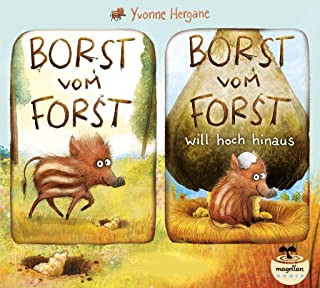 Yvonne Hergane
BORST
VOM
FORST
BORST
VOM
FORST
will hoch hinaus
magellan